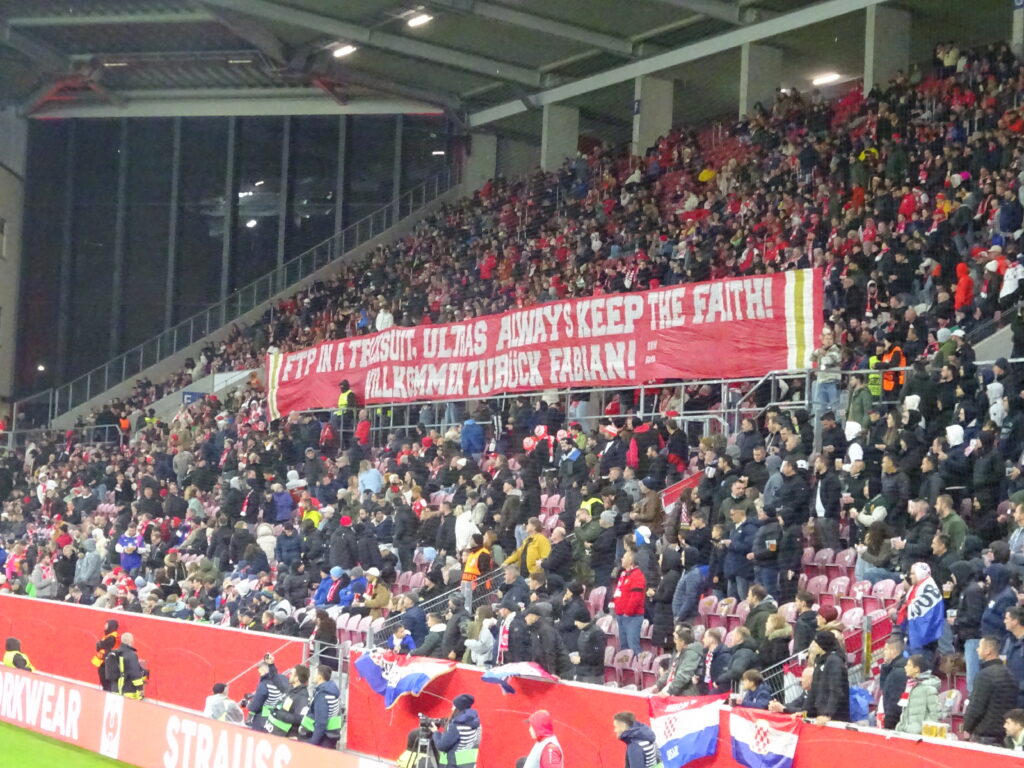 FTP IN A TRACKSUIT, ULTRAS ALWAYS KEEP THE FAITH!
WILLKOMMEN ZURÜCK FABIAN!
WORKWEAR
STRAUSS